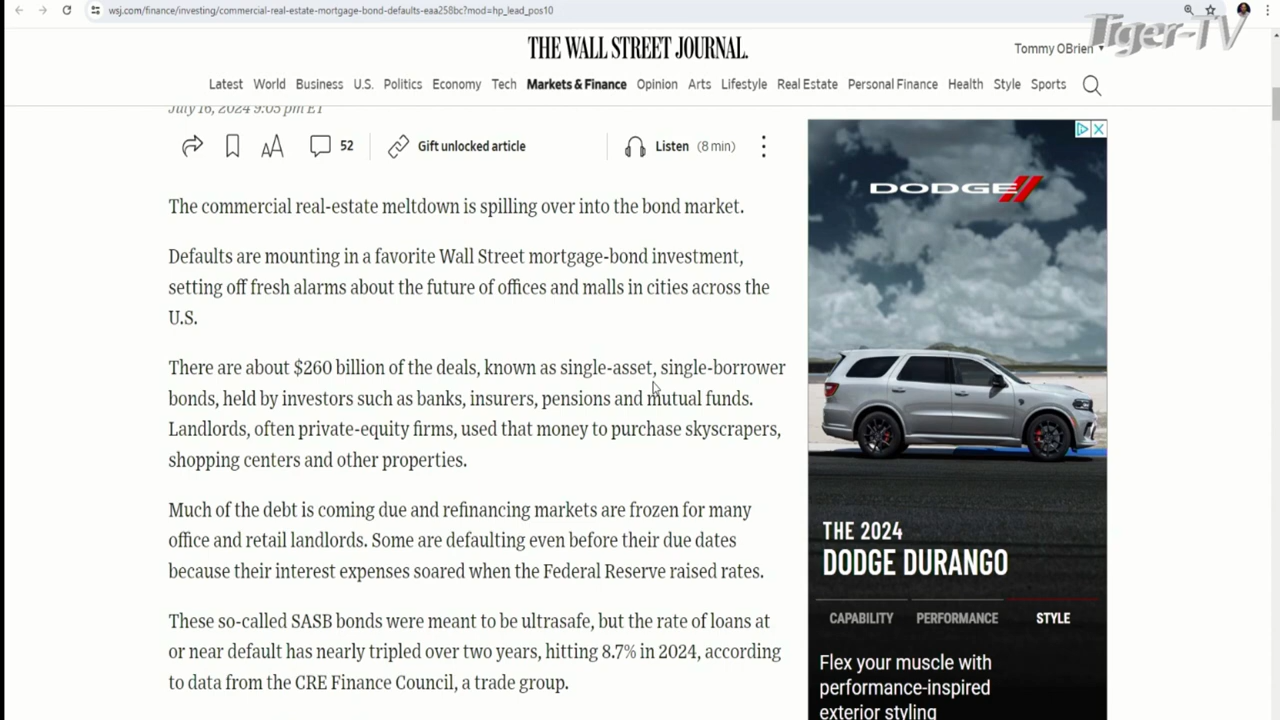 wsj.com/finance/investing/commercial-real-estate-mortgage-bond-defaults-eaa258bc?mod=hp_lead_pos10
Tiger-TV
THE WALL STREET JOURNAL.
Tommy OBrien
Latest World Business U.S. Politics Economy Tech Markets & Finance Opinion Arts Lifestyle Real Estate Personal Finance Health Style Sports
July 16, 2024 9:05 pm ET
52 Gift unlocked article Listen (8 min)
The commercial real-estate meltdown is spilling over into the bond market.
Defaults are mounting in a favorite Wall Street mortgage-bond investment,
setting off fresh alarms about the future of offices and malls in cities across the
U.S.
There are about $260 billion of the deals, known as single-asset, single-borrower
bonds, held by investors such as banks, insurers, pensions and mutual funds.
Landlords, often private-equity firms, used that money to purchase skyscrapers,
shopping centers and other properties.
Much of the debt is coming due and refinancing markets are frozen for many
office and retail landlords. Some are defaulting even before their due dates
because their interest expenses soared when the Federal Reserve raised rates.
These so-called SASB bonds were meant to be ultrasafe, but the rate of loans at
or near default has nearly tripled over two years, hitting 8.7% in 2024, according
to data from the CRE Finance Council, a trade group.
DODGE
THE 2024
DODGE DURANGO
CAPABILITY PERFORMANCE STYLE
Flex your muscle with
performance-inspired
exterior styling